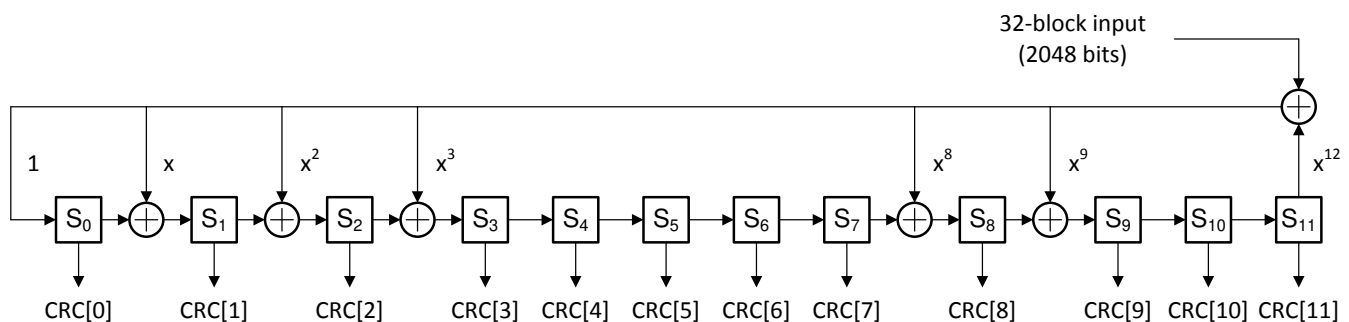 32-block input
(2048 bits)
1 x x² x³ x⁸ x⁹ x¹²
S₀ S₁ S₂ S₃ S₄ S₅ S₆ S₇ S₈ S₉ S₁₀ S₁₁
CRC[0] CRC[1] CRC[2] CRC[3] CRC[4] CRC[5] CRC[6] CRC[7] CRC[8] CRC[9] CRC[10] CRC[11]